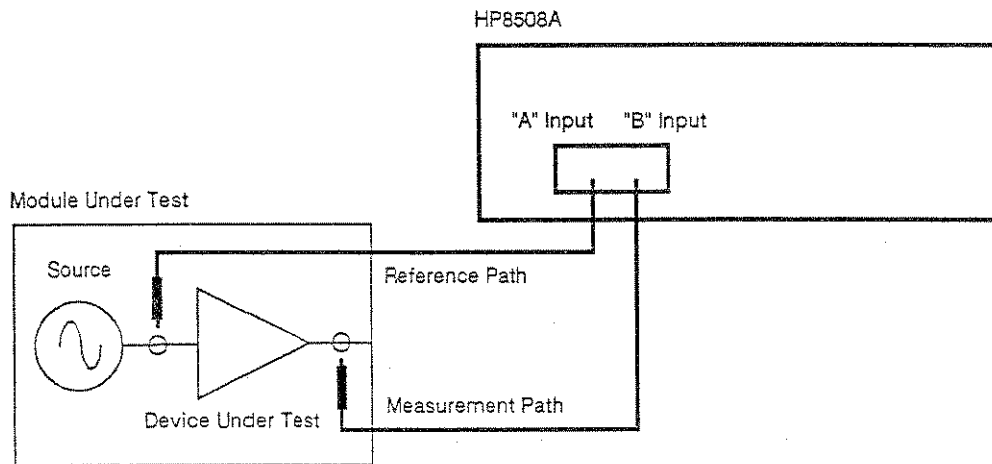 HP8508A
"A" Input "B" Input
Module Under Test
Source
Reference Path
Device Under Test
Measurement Path